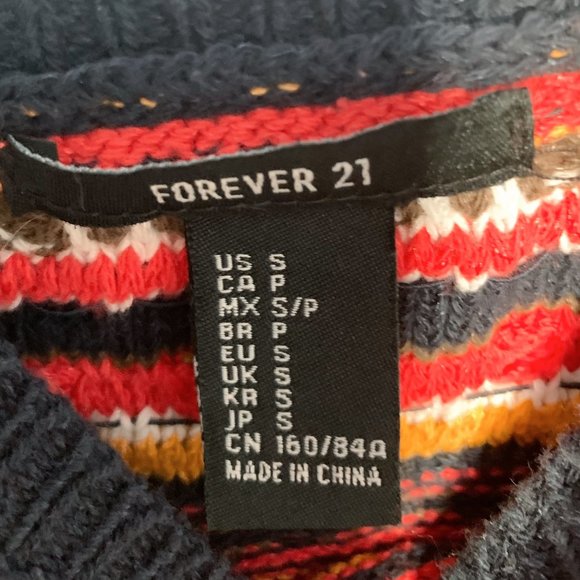 FOREVER 21
US S
CA P
MX S/P
BR P
EU S
UK S
KR S
JP S
CN 160/84A
MADE IN CHINA